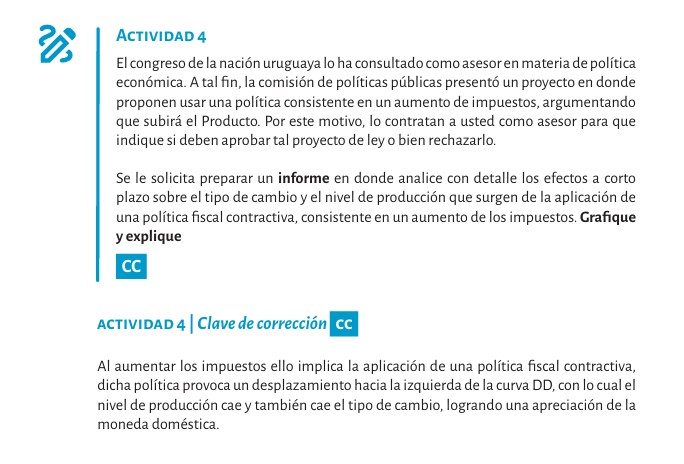 ACTIVIDAD 4
El congreso de la nación uruguaya lo ha consultado como asesor en materia de política
económica. A tal fin, la comisión de políticas públicas presentó un proyecto en donde
proponen usar una política consistente en un aumento de impuestos, argumentando
que subirá el Producto. Por este motivo, lo contratan a usted como asesor para que
indique si deben aprobar tal proyecto de ley o bien rechazarlo.
Se le solicita preparar un informe en donde analice con detalle los efectos a corto
plazo sobre el tipo de cambio y el nivel de producción que surgen de la aplicación de
una política fiscal contractiva, consistente en un aumento de los impuestos. Grafique
y explique
CC
ACTIVIDAD 4 | Clave de corrección CC
Al aumentar los impuestos ello implica la aplicación de una política fiscal contractiva,
dicha política provoca un desplazamiento hacia la izquierda de la curva DD, con lo cual el
nivel de producción cae y también cae el tipo de cambio, logrando una apreciación de la
moneda doméstica.